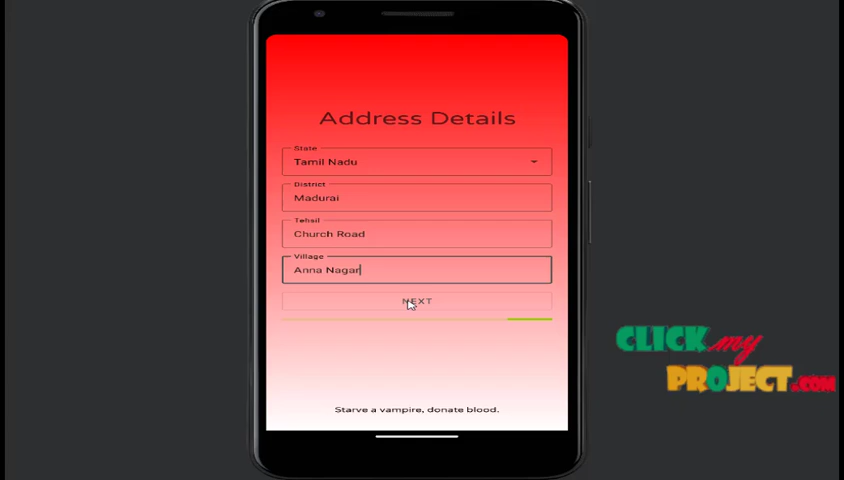 Address Details
State
Tamil Nadu
District
Madurai
Tehsil
Church Road
Village
Anna Nagar
NEXT
CLICK my
PROJECT.COM
Starve a vampire, donate blood.